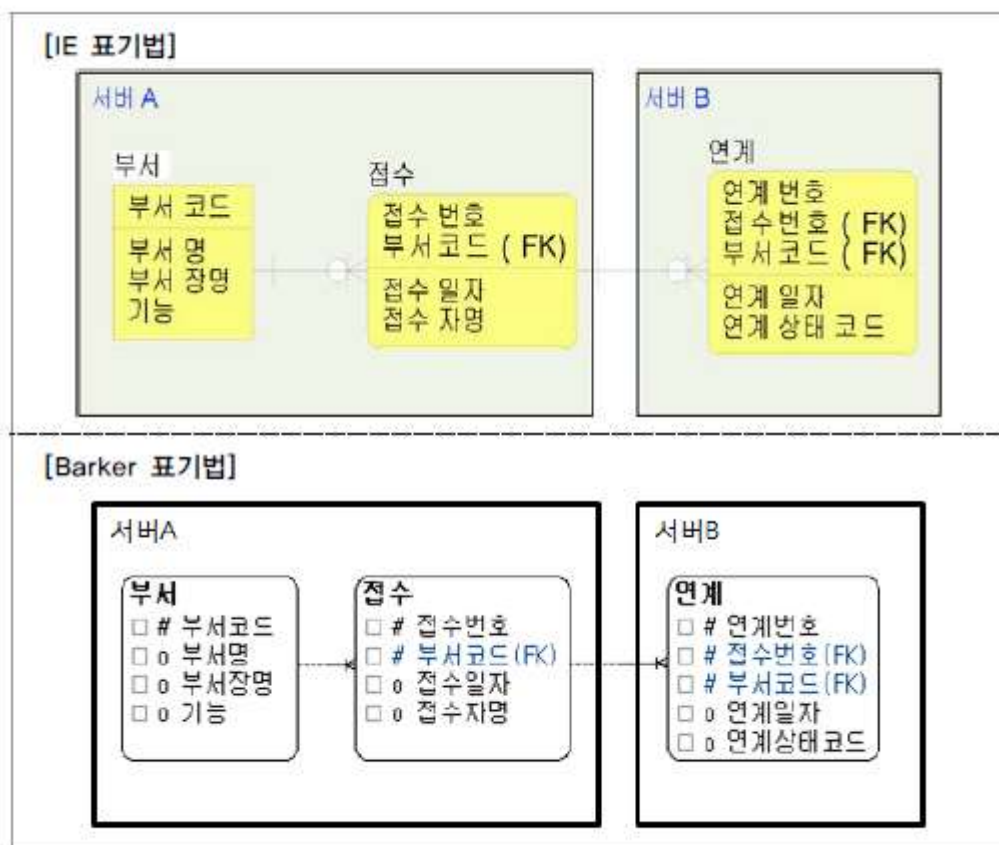 [IE 표기법]
서버 A
부서
부서 코드
부서 명
부서 장명
기능
접수
접수 번호
부서코드 ( FK)
접수 일자
접수 자명
서버 B
연계
연계 번호
접수번호 ( FK)
부서코드 ( FK)
연계 일자
연계 상태 코드
[Barker 표기법]
서버A
부서
# 부서코드
o 부서명
o 부서장명
o 기능
접수
# 접수번호
# 부서코드(FK)
o 접수일자
o 접수자명
서버B
연계
# 연계번호
# 접수번호(FK)
# 부서코드(FK)
o 연계일자
o 연계상태코드